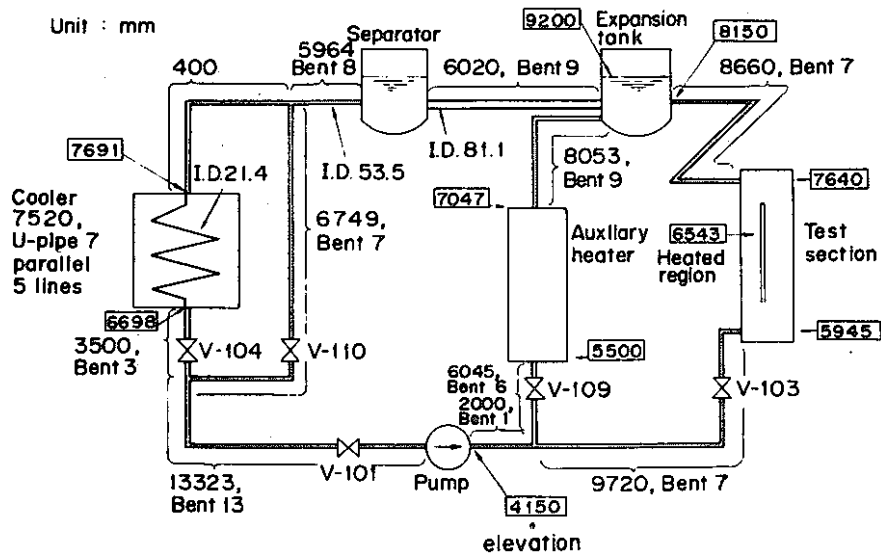 Unit : mm
5964
Bent 8
Separator
9200
Expansion
tank
8150
400
6020, Bent 9
8660, Bent 7
7691
I.D.21.4
I.D. 53.5
I.D.81.1
8053,
Bent 9
7640
Cooler
7520,
U-pipe 7
parallel
5 lines
6749,
Bent 7
7047
Auxllary
heater
6543
Heated
region
Test
section
6698
5945
3500,
Bent 3
V-104
V-110
5500
6045,
Bent 6
2000,
Bent 1
V-109
V-103
V-101
Pump
13323,
Bent 13
9720, Bent 7
4150
elevation